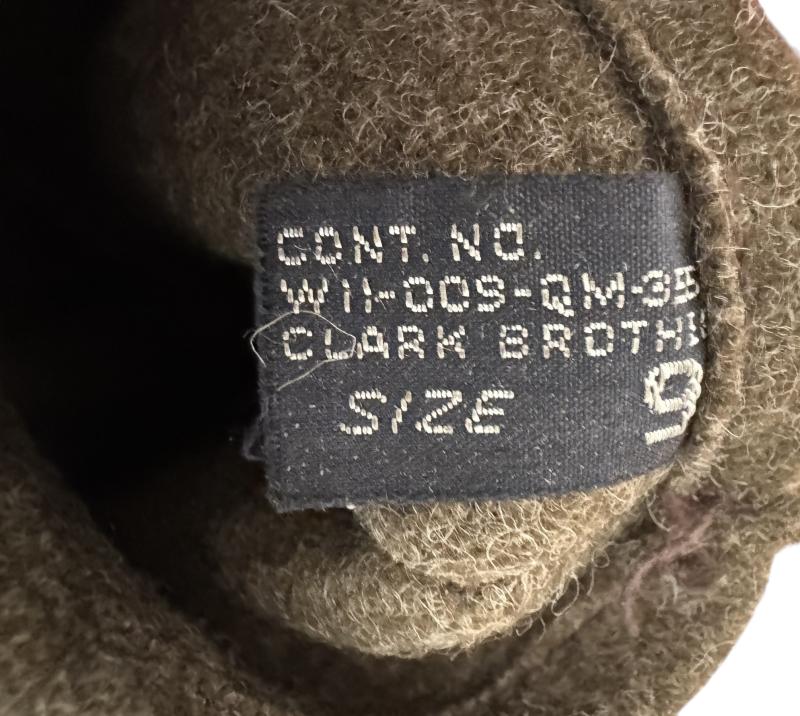 CONT. NO.
W11-009-QM-35
CLARK BROTH
SIZE 9